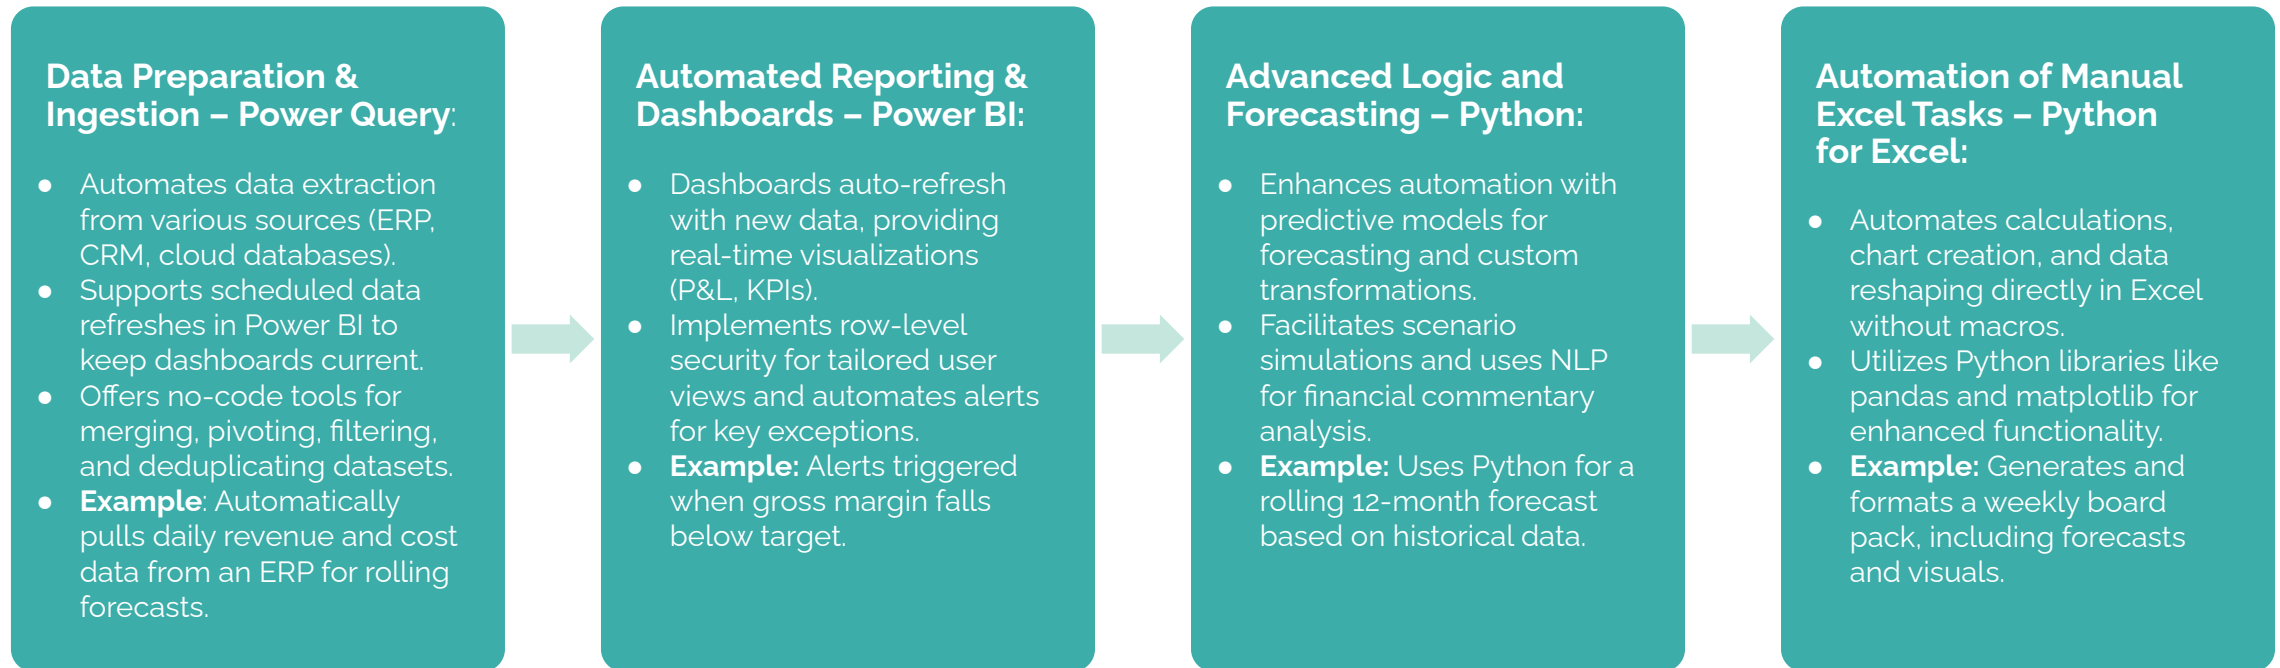 Data Preparation &
Ingestion – Power Query:
● Automates data extraction
from various sources (ERP,
CRM, cloud databases).
● Supports scheduled data
refreshes in Power BI to
keep dashboards current.
● Offers no-code tools for
merging, pivoting, filtering,
and deduplicating datasets.
● Example: Automatically
pulls daily revenue and cost
data from an ERP for rolling
forecasts.
Automated Reporting &
Dashboards – Power BI:
● Dashboards auto-refresh
with new data, providing
real-time visualizations
(P&L, KPIs).
● Implements row-level
security for tailored user
views and automates alerts
for key exceptions.
● Example: Alerts triggered
when gross margin falls
below target.
Advanced Logic and
Forecasting – Python:
● Enhances automation with
predictive models for
forecasting and custom
transformations.
● Facilitates scenario
simulations and uses NLP
for financial commentary
analysis.
● Example: Uses Python for a
rolling 12-month forecast
based on historical data.
Automation of Manual
Excel Tasks – Python
for Excel:
● Automates calculations,
chart creation, and data
reshaping directly in Excel
without macros.
● Utilizes Python libraries like
pandas and matplotlib for
enhanced functionality.
● Example: Generates and
formats a weekly board
pack, including forecasts
and visuals.